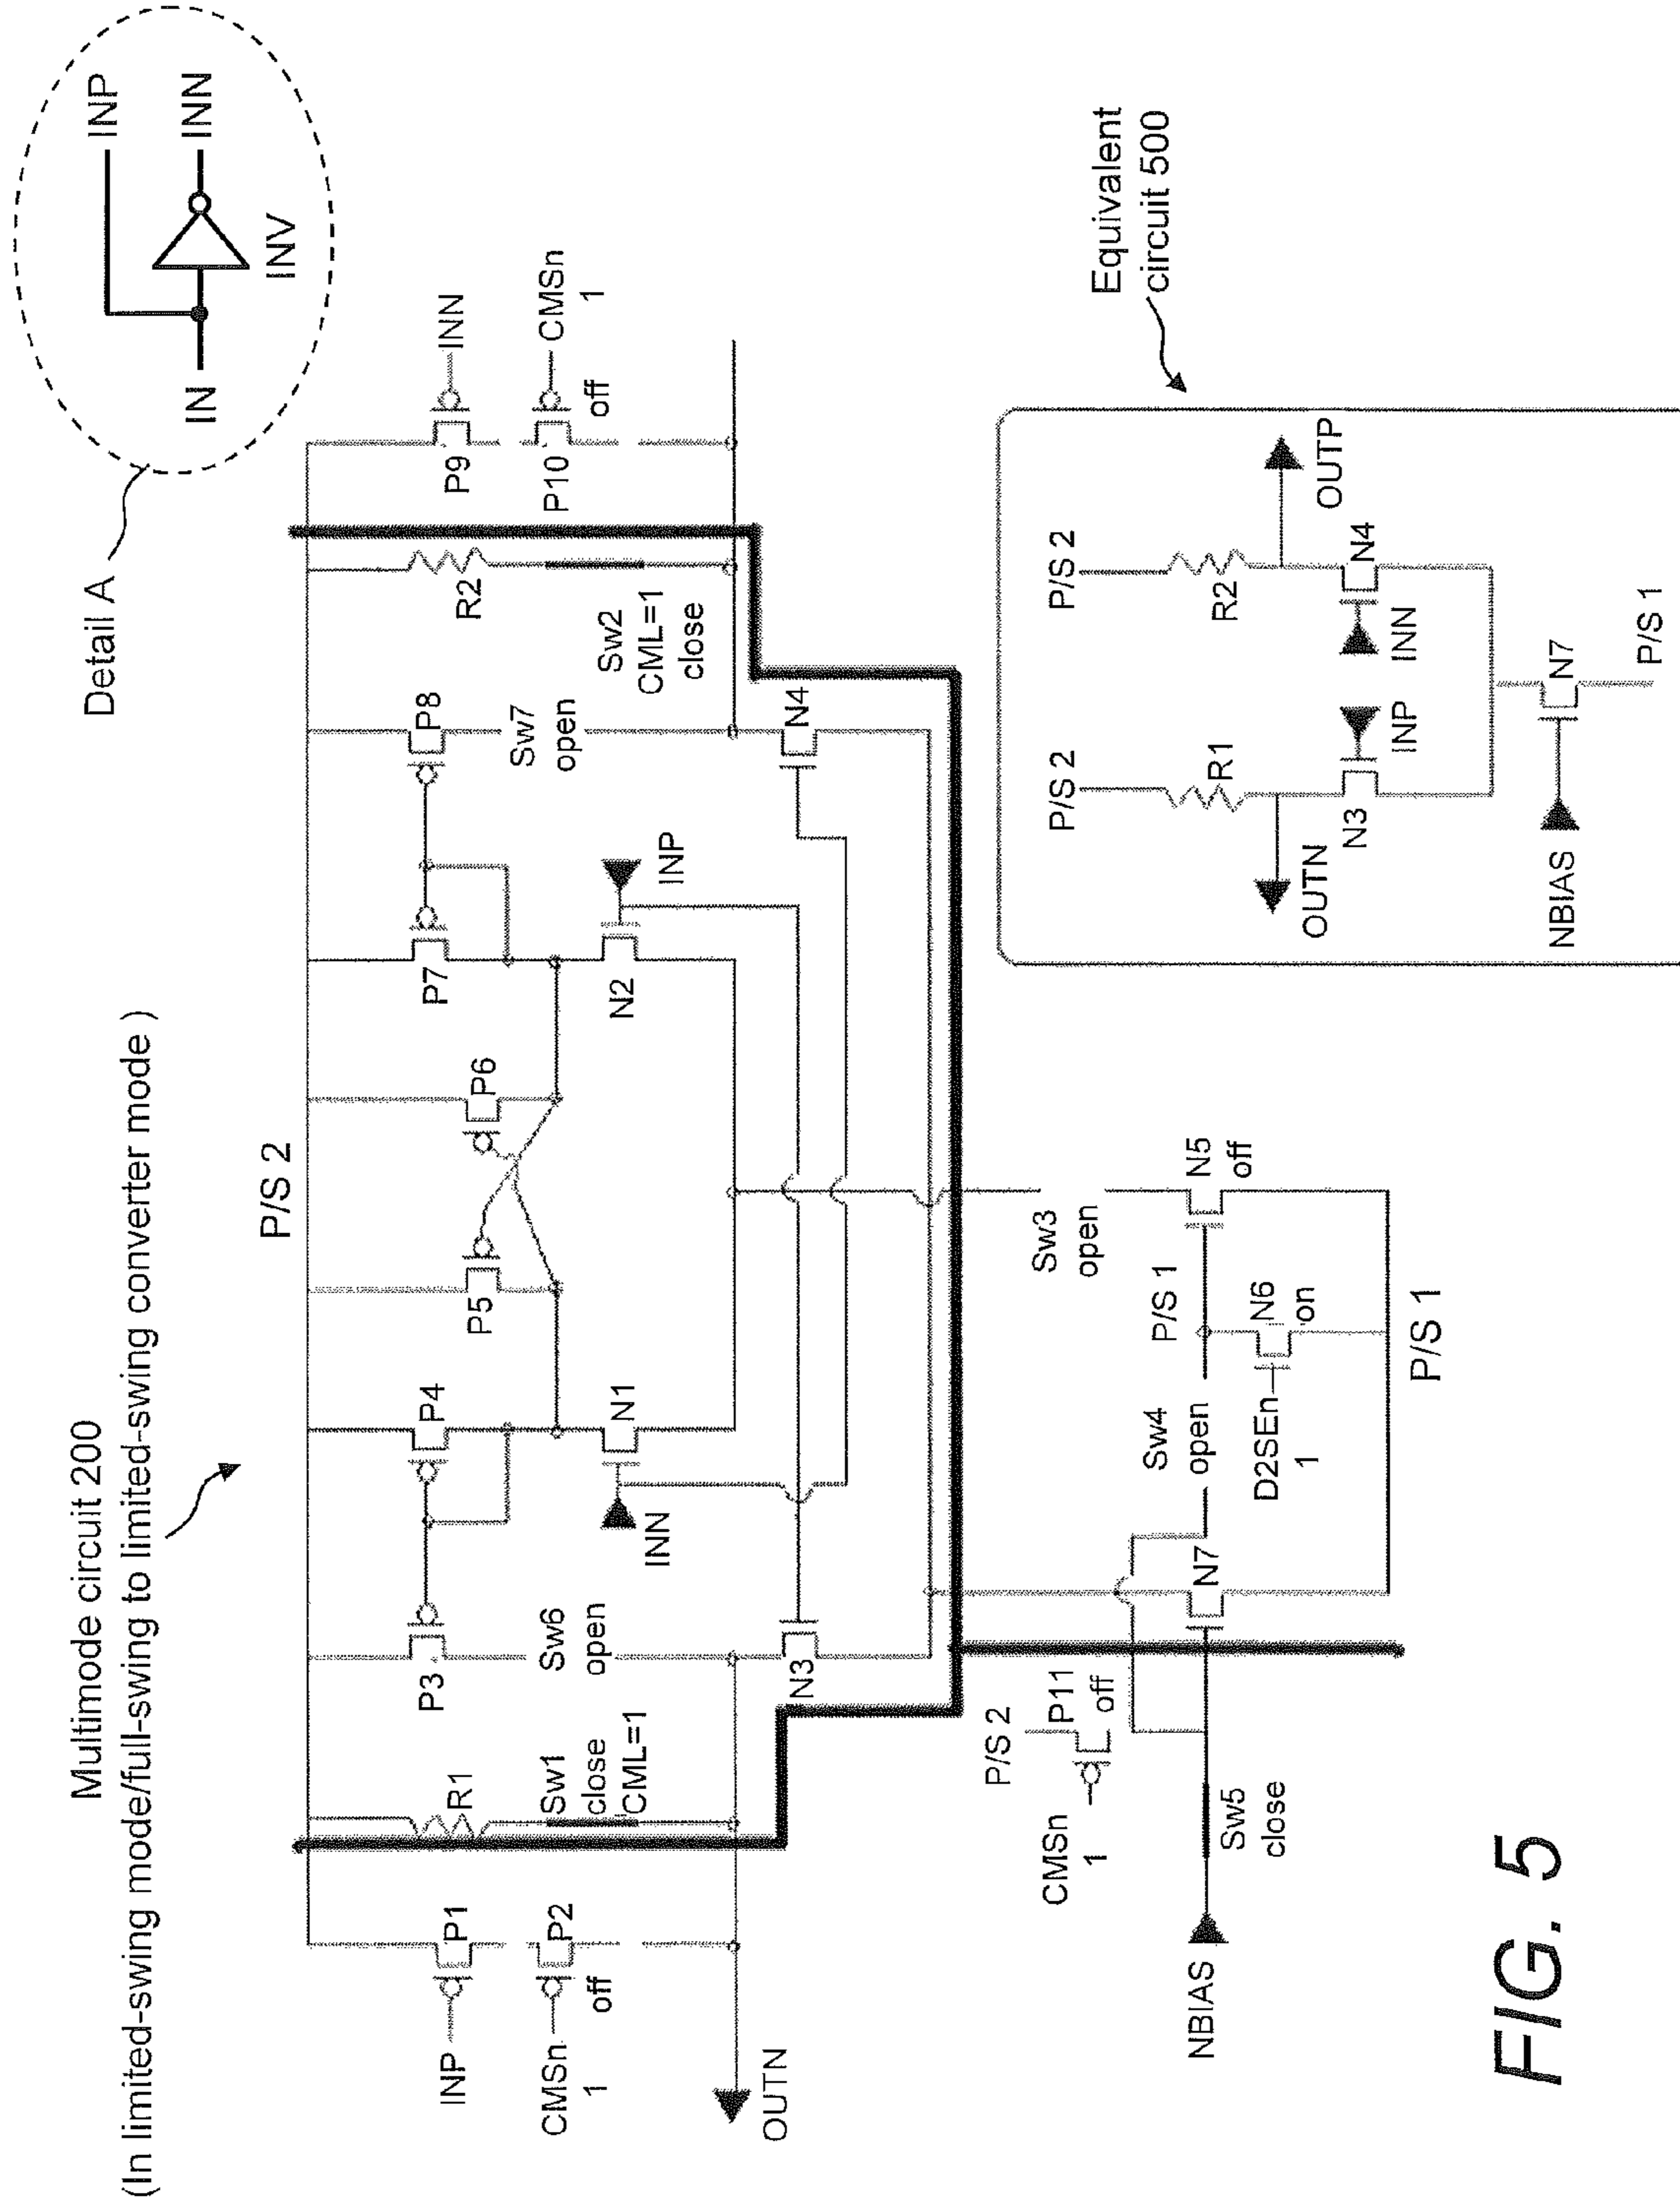 Multimode circuit 200
(In limited-swing mode/full-swing to limited-swing converter mode )
Detail A
IN
INP
INN
INV
P/S 2
INP
P1
CMSn
1
P2
off
R1
Sw1
close
CML=1
P3
Sw6
open
P4
P5
P6
P7
P8
Sw7
open
R2
Sw2
CML=1
close
P9
INN
P10
CMSn
1
off
N1
INN
N2
INP
N3
N4
OUTN
P/S 2
CMSn
1
P11
off
NBIAS
Sw5
close
N7
Sw4
open
P/S 1
D2SEn
1
N6
on
Sw3
open
N5
off
P/S 1
Equivalent
circuit 500
P/S 2
P/S 2
R1
R2
OUTN
OUTP
N3
INP
INN
N4
NBIAS
N7
P/S 1
FIG. 5